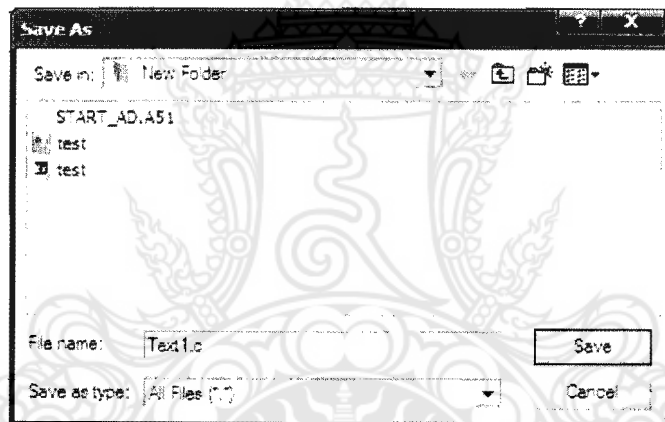 Save As
Save in: New Folder
START_AD.A51
test
test
File name: Text1.c
Save
Save as type: All Files (*.*)
Cancel